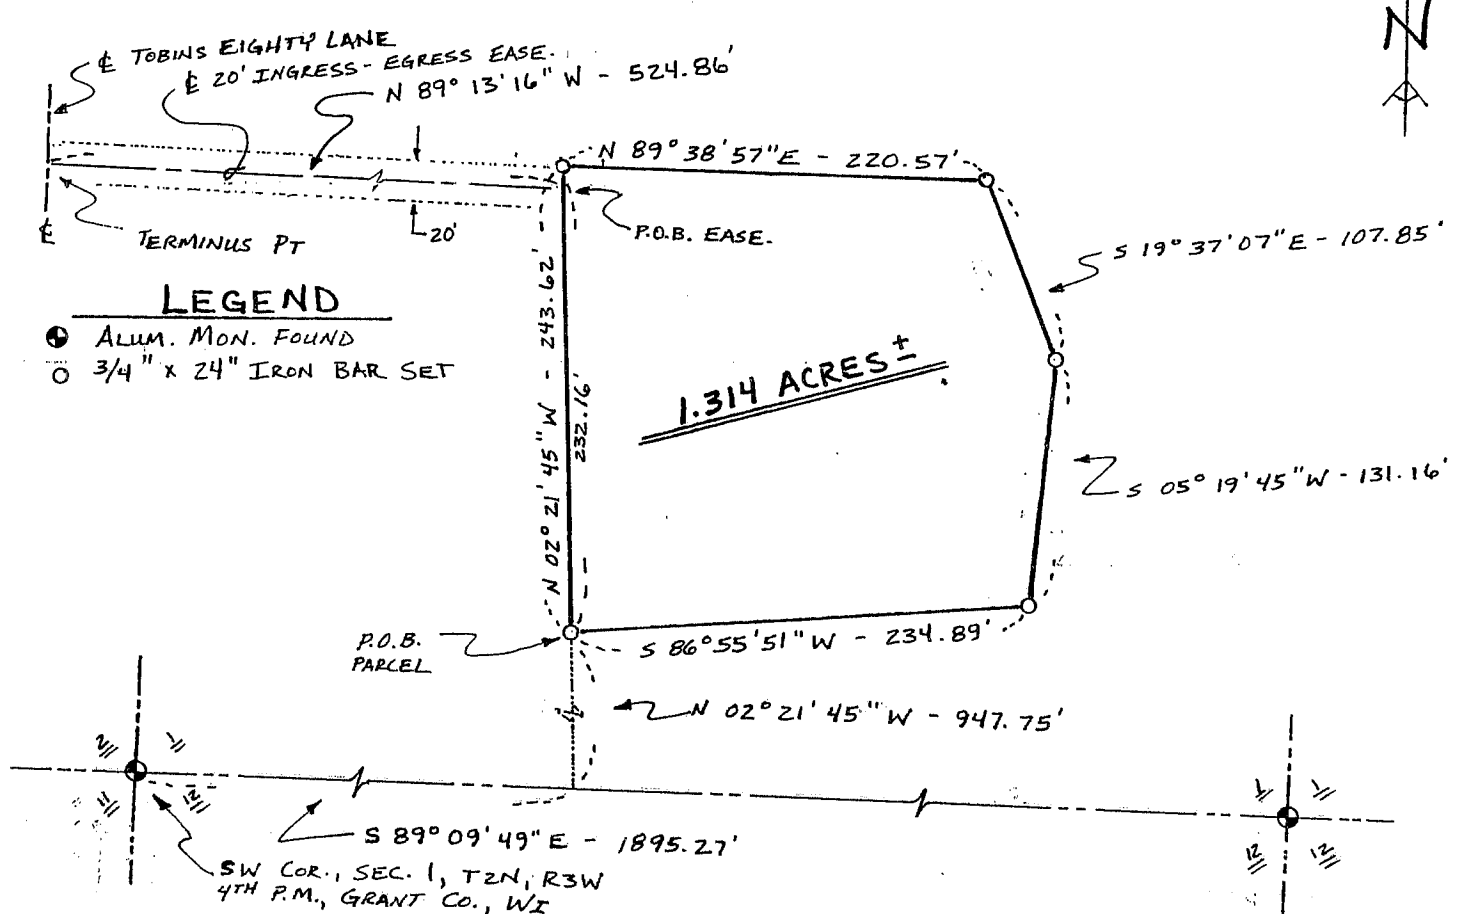 N
℄ TOBINS EIGHTY LANE
℄ 20' INGRESS - EGRESS EASE.
N 89° 13' 16" W - 524.86'
N 89° 38' 57" E - 220.57'
P.O.B. EASE.
20'
℄
TERMINUS PT
S 19° 37' 07" E - 107.85'
LEGEND
ALUM. MON. FOUND
3/4" x 24" IRON BAR SET
N 02° 21' 45" W - 243.62'
232.16'
1.314 ACRES ±
S 05° 19' 45" W - 131.16'
P.O.B.
PARCEL
S 86° 55' 51" W - 234.89'
N 02° 21' 45" W - 947.75'
2 1
11 12
1 1
12 12
S 89° 09' 49" E - 1895.27'
SW COR., SEC. 1, T2N, R3W
4TH P.M., GRANT CO., WI